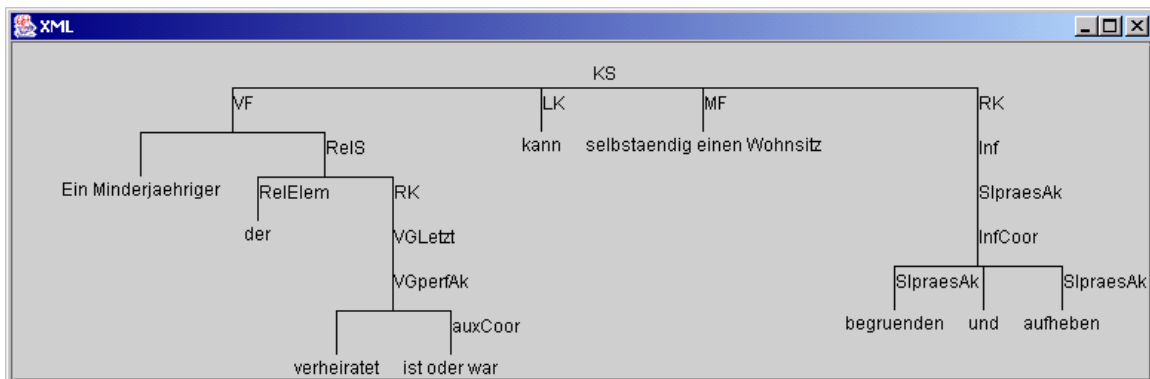 XML
KS
VF LK MF RK
RelS kann selbstaendig einen Wohnsitz Inf
Ein Minderjaehriger RelElem RK SIpraesAk
der VGLetzt InfCoor
VGperfAk SIpraesAk SIpraesAk
auxCoor begruenden und aufheben
verheiratet ist oder war